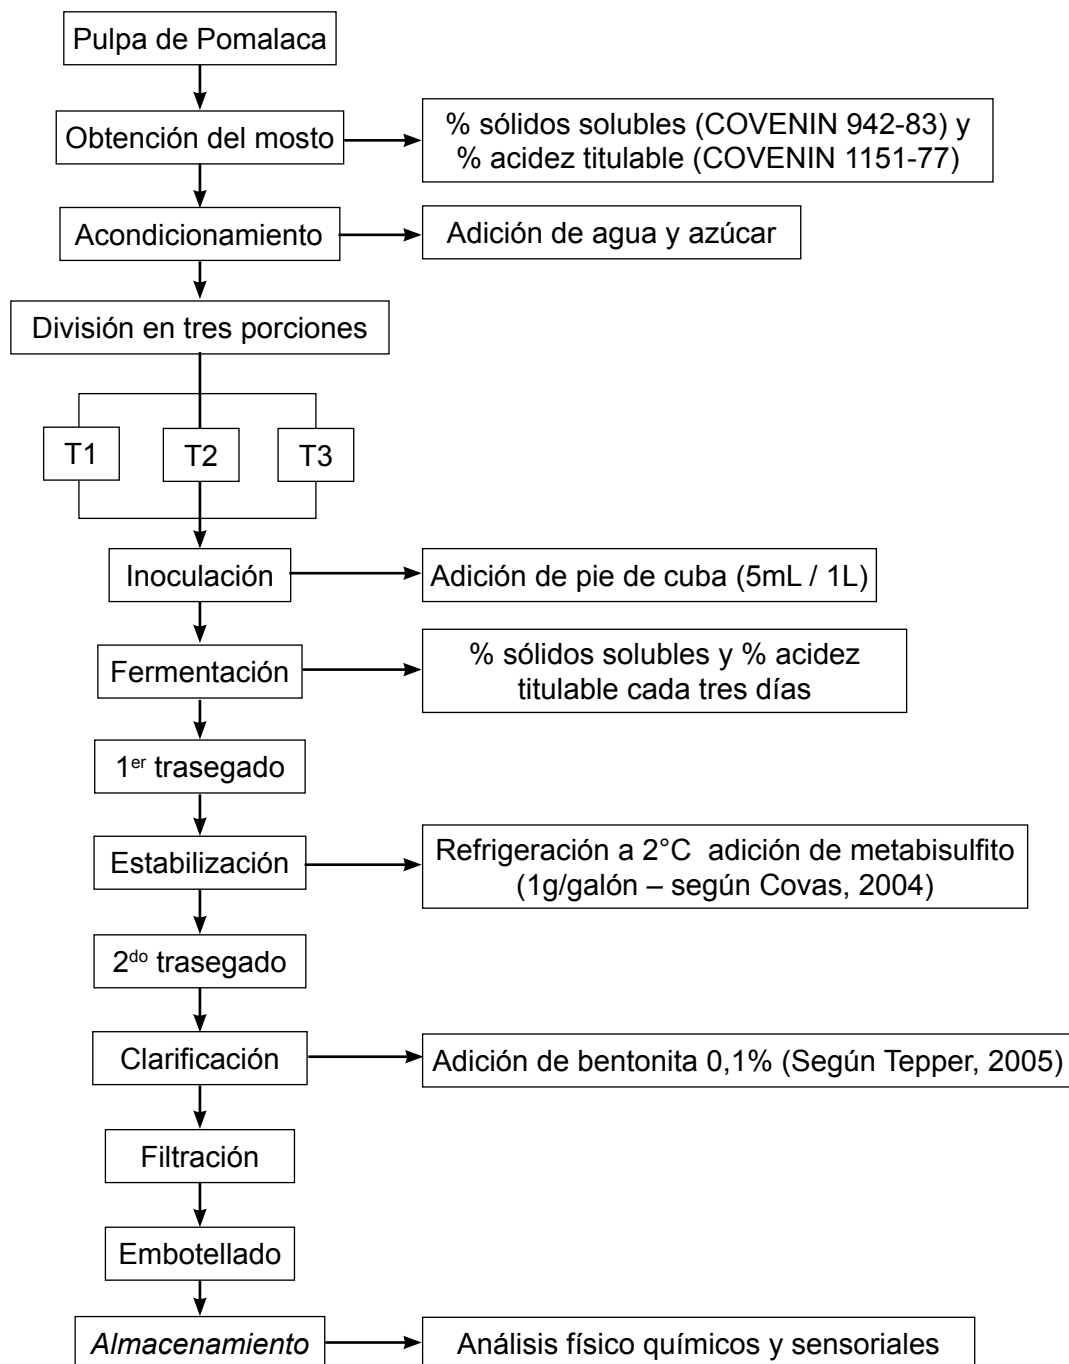 Pulpa de Pomalaca
Obtención del mosto
% sólidos solubles (COVENIN 942-83) y
% acidez titulable (COVENIN 1151-77)
Acondicionamiento
Adición de agua y azúcar
División en tres porciones
T1
T2
T3
Inoculación
Adición de pie de cuba (5mL / 1L)
Fermentación
% sólidos solubles y % acidez
titulable cada tres días
1er trasegado
Estabilización
Refrigeración a 2°C adición de metabisulfito
(1g/galón – según Covas, 2004)
2do trasegado
Clarificación
Adición de bentonita 0,1% (Según Tepper, 2005)
Filtración
Embotellado
Almacenamiento
Análisis físico químicos y sensoriales